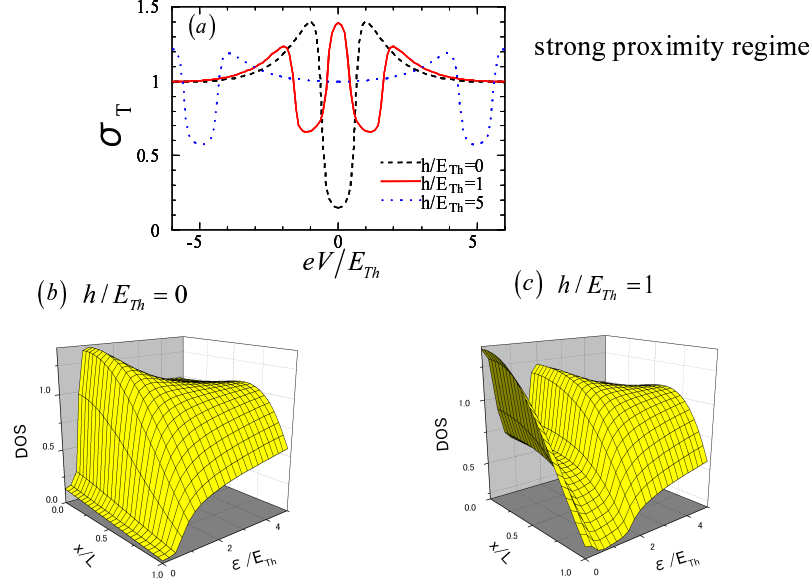 1.5
(a)
strong proximity regime
1
σ_T
0.5
h/E_Th=0
h/E_Th=1
h/E_Th=5
0
-5 0 5
eV/E_Th
(b) h/E_Th = 0
(c) h/E_Th = 1
1.0
DOS
0.5
0.0
0.0
0.5
x/L
1.0
0
2
4
ε/E_Th
1.0
DOS
0.5
0.0
0.0
0.5
x/L
1.0
0
2
4
ε/E_Th